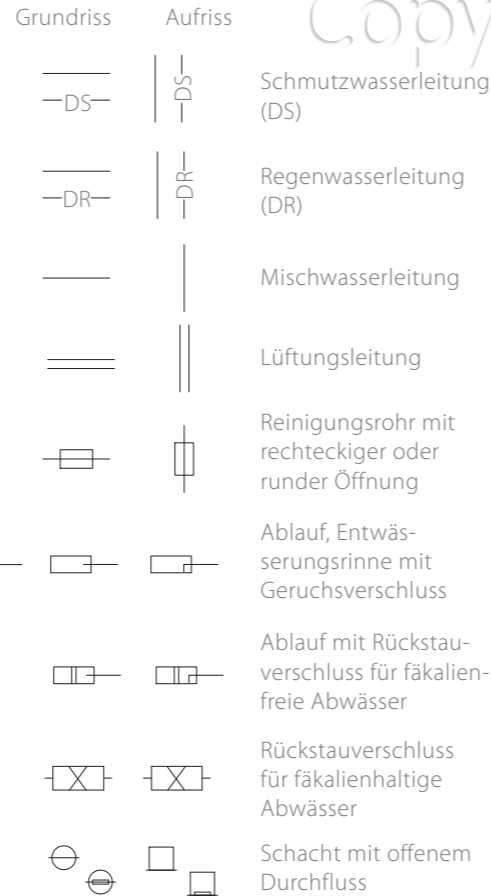 Grundriss Aufriss
Copy
DS DS Schmutzwasserleitung
(DS)
DR DR Regenwasserleitung
(DR)
Mischwasserleitung
Lüftungsleitung
Reinigungsrohr mit
rechteckiger oder
runder Öffnung
Ablauf, Entwäs-
serungsrinne mit
Geruchsverschluss
Ablauf mit Rückstau-
verschluss für fäkalien-
freie Abwässer
Rückstauverschluss
für fäkalienhaltige
Abwässer
Schacht mit offenem
Durchfluss